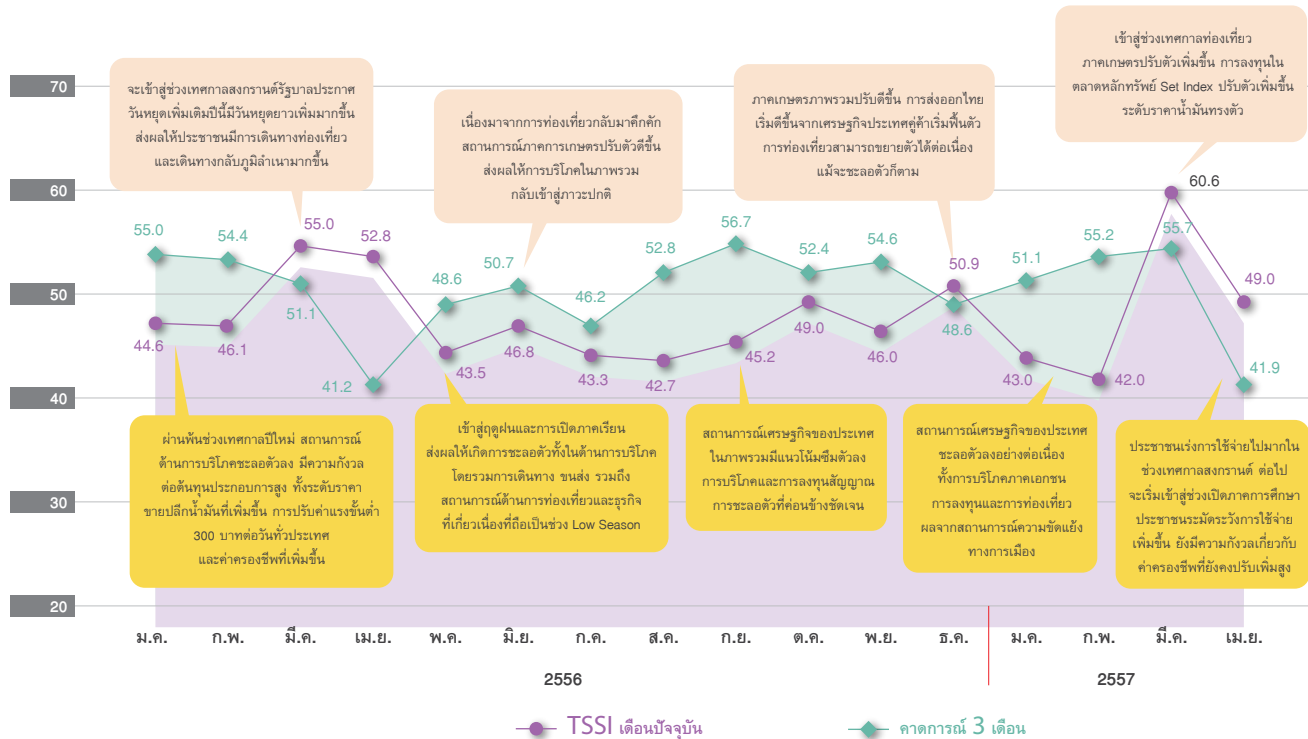 เข้าสู่ช่วงเทศกาลท่องเที่ยว
ภาคเกษตรปรับตัวเพิ่มขึ้น การลงทุนใน
ตลาดหลักทรัพย์ Set Index ปรับตัวเพิ่มขึ้น
ระดับราคาน้ำมันทรงตัว
จะเข้าสู่ช่วงเทศกาลสงกรานต์รัฐบาลประกาศ
วันหยุดเพิ่มเติมปีนี้มีวันหยุดยาวเพิ่มมากขึ้น
ส่งผลให้ประชาชนมีการเดินทางท่องเที่ยว
และเดินทางกลับภูมิลำเนามากขึ้น
เนื่องมาจากการท่องเที่ยวกลับมาคึกคัก
สถานการณ์ภาคการเกษตรปรับตัวดีขึ้น
ส่งผลให้การบริโภคในภาพรวม
กลับเข้าสู่ภาวะปกติ
ภาคเกษตรภาพรวมปรับดีขึ้น การส่งออกไทย
เริ่มดีขึ้นจากเศรษฐกิจประเทศคู่ค้าเริ่มฟื้นตัว
การท่องเที่ยวสามารถขยายตัวได้ต่อเนื่อง
แม้จะชะลอตัวก็ตาม
70
60
50
40
30
20
55.0 54.4 51.1 41.2 48.6 50.7 46.2 52.8 56.7 52.4 54.6 48.6 51.1 55.2 55.7 41.9
44.6 46.1 55.0 52.8 43.5 46.8 43.3 42.7 45.2 49.0 46.0 50.9 43.0 42.0 60.6 49.0
ผ่านพ้นช่วงเทศกาลปีใหม่ สถานการณ์
ด้านการบริโภคชะลอตัวลง มีความกังวล
ต่อต้นทุนประกอบการสูง ทั้งระดับราคา
ขายปลีกน้ำมันที่เพิ่มขึ้น การปรับค่าแรงขั้นต่ำ
300 บาทต่อวันทั่วประเทศ
และค่าครองชีพที่เพิ่มขึ้น
เข้าสู่ฤดูฝนและการเปิดภาคเรียน
ส่งผลให้เกิดการชะลอตัวทั้งในด้านการบริโภค
โดยรวมการเดินทาง ขนส่ง รวมถึง
สถานการณ์ด้านการท่องเที่ยวและธุรกิจ
ที่เกี่ยวเนื่องที่ถือเป็นช่วง Low Season
สถานการณ์เศรษฐกิจของประเทศ
ในภาพรวมมีแนวโน้มซึมตัวลง
การบริโภคและการลงทุนสัญญาณ
การชะลอตัวที่ค่อนข้างชัดเจน
สถานการณ์เศรษฐกิจของประเทศ
ชะลอตัวลงอย่างต่อเนื่อง
ทั้งการบริโภคภาคเอกชน
การลงทุนและการท่องเที่ยว
ผลจากสถานการณ์ความขัดแย้ง
ทางการเมือง
ประชาชนเร่งการใช้จ่ายไปมากใน
ช่วงเทศกาลสงกรานต์ ต่อไป
จะเริ่มเข้าสู่ช่วงเปิดภาคการศึกษา
ประชาชนระมัดระวังการใช้จ่าย
เพิ่มขึ้น ยังมีความกังวลเกี่ยวกับ
ค่าครองชีพที่ยังคงปรับเพิ่มสูง
ม.ค. ก.พ. มี.ค. เม.ย. พ.ค. มิ.ย. ก.ค. ส.ค. ก.ย. ต.ค. พ.ย. ธ.ค. ม.ค. ก.พ. มี.ค. เม.ย.
2556 2557
TSSI เดือนปัจจุบัน คาดการณ์ 3 เดือน